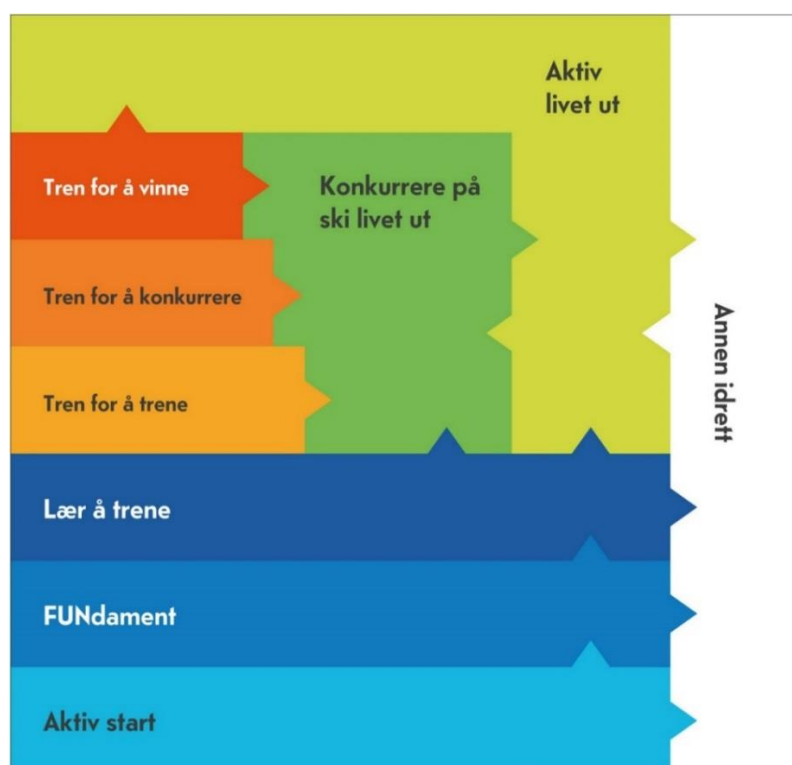 Aktiv
livet ut
Tren for å vinne
Konkurrere på
ski livet ut
Tren for å konkurrere
Tren for å trene
Annen idrett
Lær å trene
FUNdament
Aktiv start